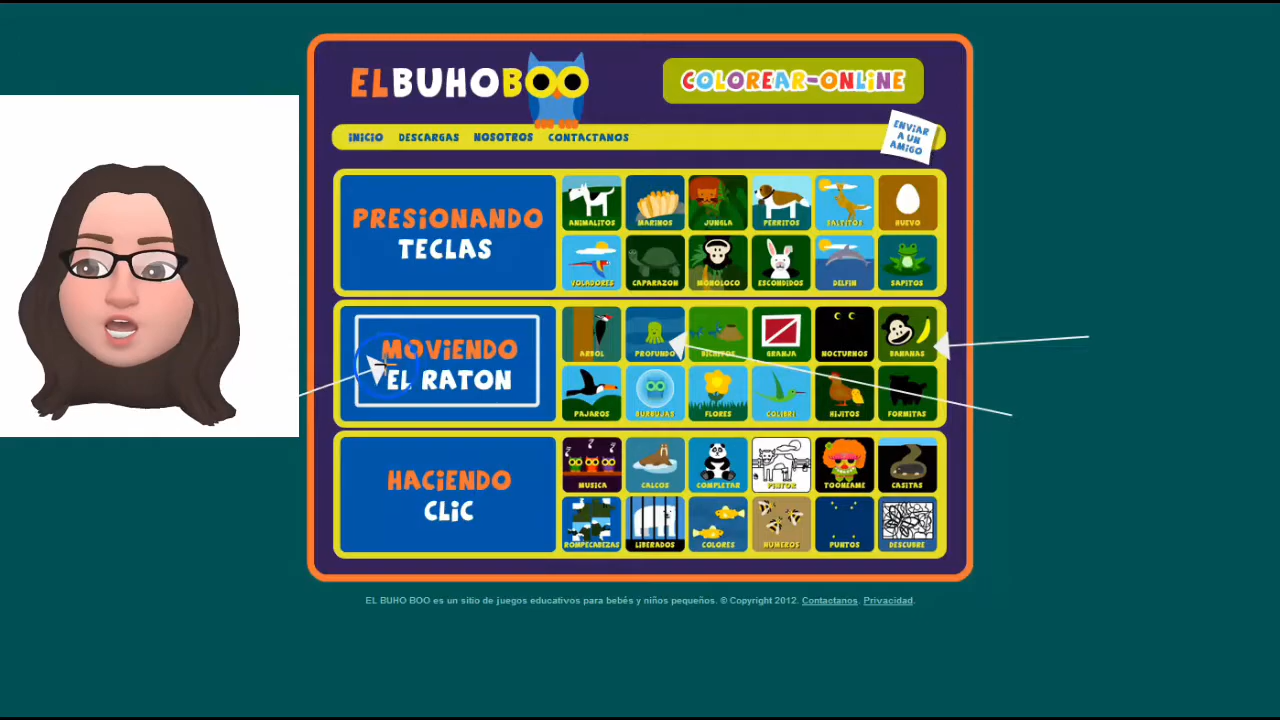 ELBUHOBOO
COLOREAR-ONLINE
INICIO DESCARGAS NOSOTROS CONTACTANOS
ENVIAR
A UN
AMIGO
PRESIONANDO
TECLAS
ANIMALITOS MARINOS JUNGLA PERRITOS SALTITOS HUEVO
VOLADORES CAPARAZON MONOLOCO ESCONDIDOS DELFIN SAPITOS
MOVIENDO
EL RATON
ARBOL PROFUNDO BICHITOS GRANJA NOCTURNOS BANANAS
PAJAROS BURBUJAS FLORES COLIBRI HIJITOS FORMITAS
HACIENDO
CLIC
MUSICA CALCOS COMPLETAR PINTOR TOONEAME CASITAS
ROMPECABEZAS LIBERADOS COLORES NUMEROS PUNTOS DESCUBRE
EL BUHO BOO es un sitio de juegos educativos para bebés y niños pequeños. © Copyright 2012. Contactanos. Privacidad.